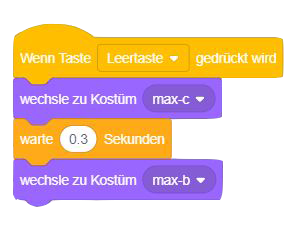 Wenn Taste Leertaste gedrückt wird
wechsle zu Kostüm max-c
warte 0.3 Sekunden
wechsle zu Kostüm max-b